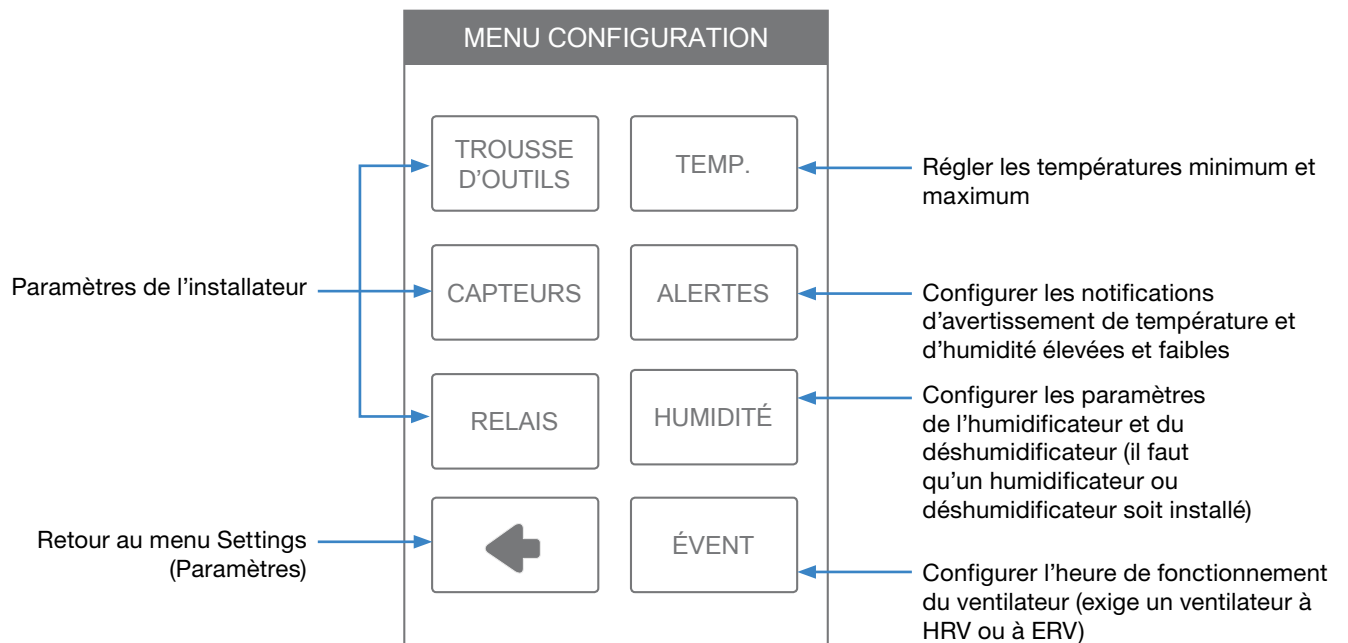 MENU CONFIGURATION
TROUSSE
D'OUTILS
TEMP.
Régler les températures minimum et
maximum
Paramètres de l'installateur
CAPTEURS
ALERTES
Configurer les notifications
d'avertissement de température et
d'humidité élevées et faibles
RELAIS
HUMIDITÉ
Configurer les paramètres
de l'humidificateur et du
déshumidificateur (il faut
qu'un humidificateur ou
déshumidificateur soit installé)
Retour au menu Settings
(Paramètres)
ÉVENT
Configurer l'heure de fonctionnement
du ventilateur (exige un ventilateur à
HRV ou à ERV)